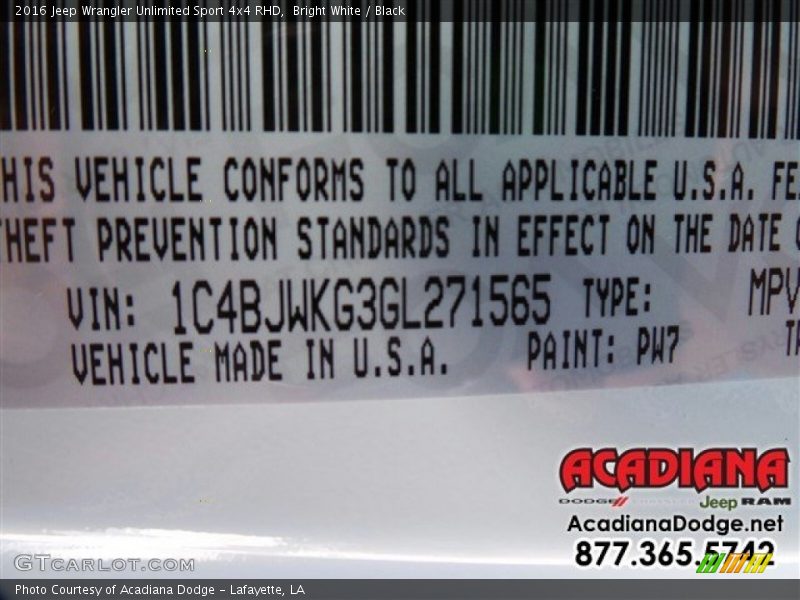 2016 Jeep Wrangler Unlimited Sport 4x4 RHD, Bright White / Black
HIS VEHICLE CONFORMS TO ALL APPLICABLE U.S.A. FE
THEFT PREVENTION STANDARDS IN EFFECT ON THE DATE
VIN: 1C4BJWKG3GL271565 TYPE: MPV
VEHICLE MADE IN U.S.A. PAINT: PW7
ACADIANA
DODGE CHRYSLER Jeep RAM
AcadianaDodge.net
877.365.5742
GTCARLOT.COM
Photo Courtesy of Acadiana Dodge - Lafayette, LA